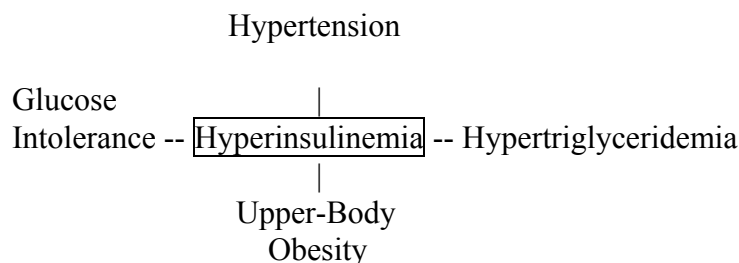 Hypertension
|
Glucose
Intolerance -- Hyperinsulinemia -- Hypertriglyceridemia
|
Upper-Body
Obesity